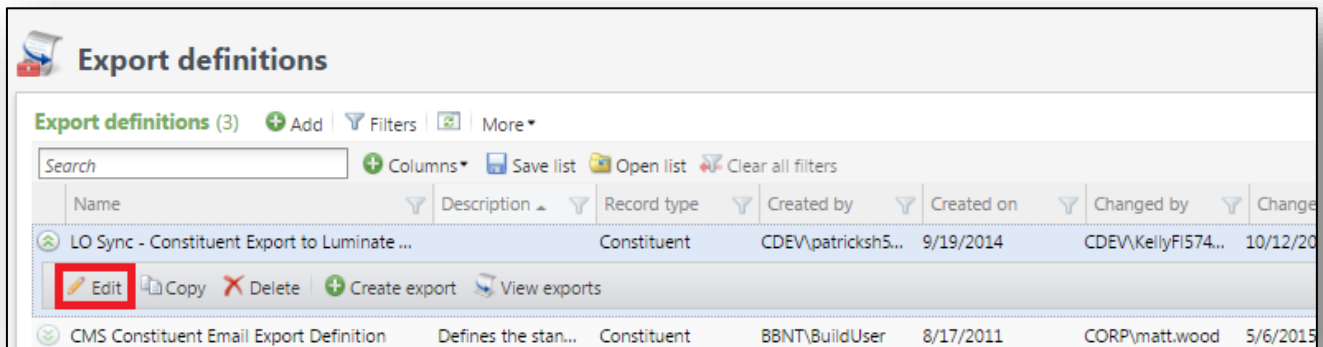 Export definitions
Export definitions (3) Add Filters More
Search Columns Save list Open list Clear all filters
Name Description Record type Created by Created on Changed by Change
LO Sync - Constituent Export to Luminate ... Constituent CDEV\patricksh5... 9/19/2014 CDEV\KellyFl574... 10/12/20
Edit Copy Delete Create export View exports
CMS Constituent Email Export Definition Defines the stan... Constituent BBNT\BuildUser 8/17/2011 CORP\matt.wood 5/6/2015